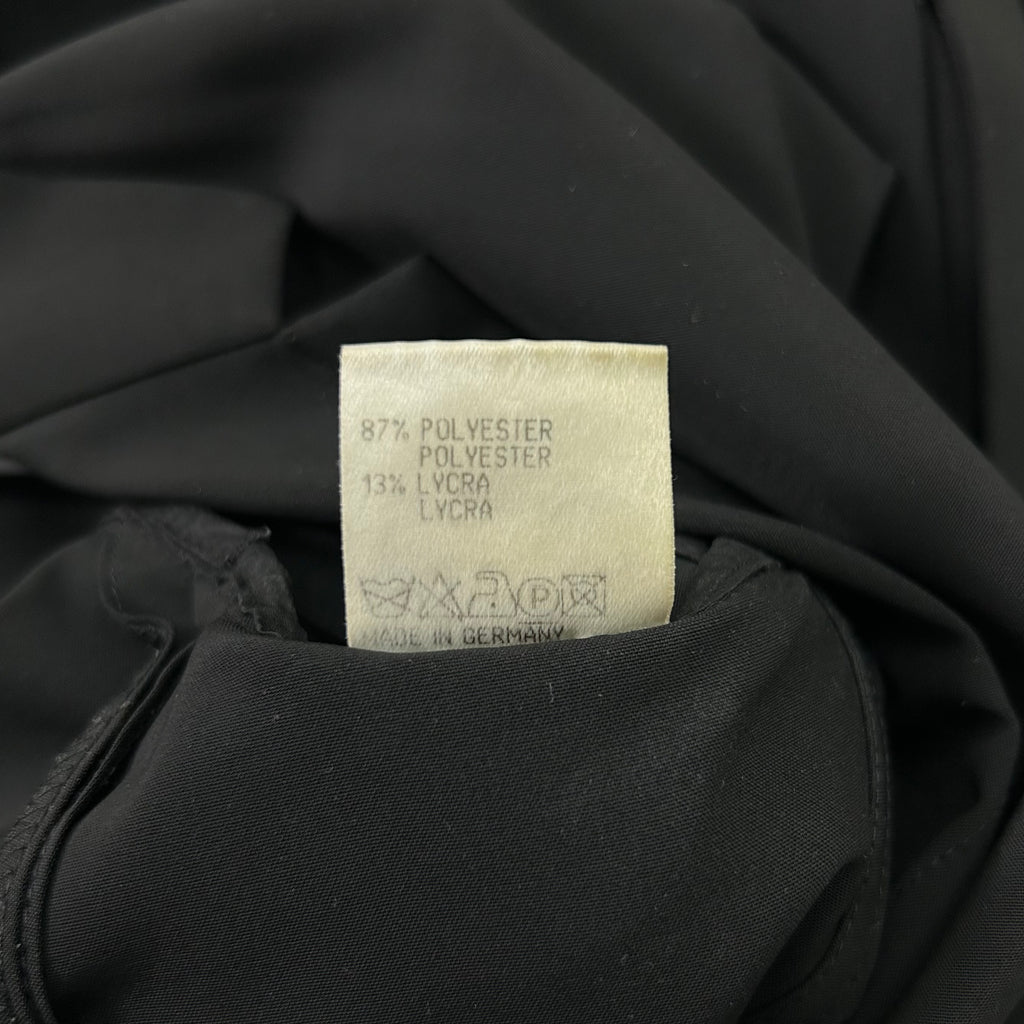 87% POLYESTER
POLYESTER
13% LYCRA
LYCRA
P
MADE IN GERMANY